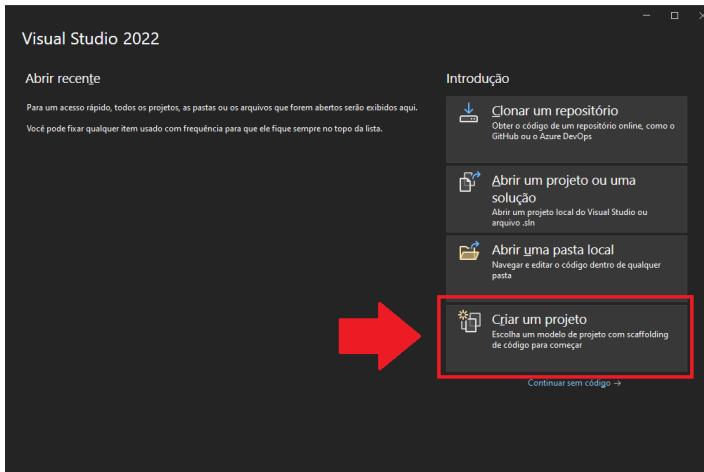 Visual Studio 2022
Abrir recente
Para um acesso rápido, todos os projetos, as pastas ou os arquivos que forem abertos serão exibidos aqui.
Você pode fixar qualquer item usado com frequência para que ele fique sempre no topo da lista.
Introdução
Clonar um repositório
Obter o código de um repositório online, como o
GitHub ou o Azure DevOps
Abrir um projeto ou uma
solução
Abrir um projeto local do Visual Studio ou
arquivo .sln
Abrir uma pasta local
Navegar e editar o código dentro de qualquer
pasta
Criar um projeto
Escolha um modelo de projeto com scaffolding
de código para começar
Continuar sem código →